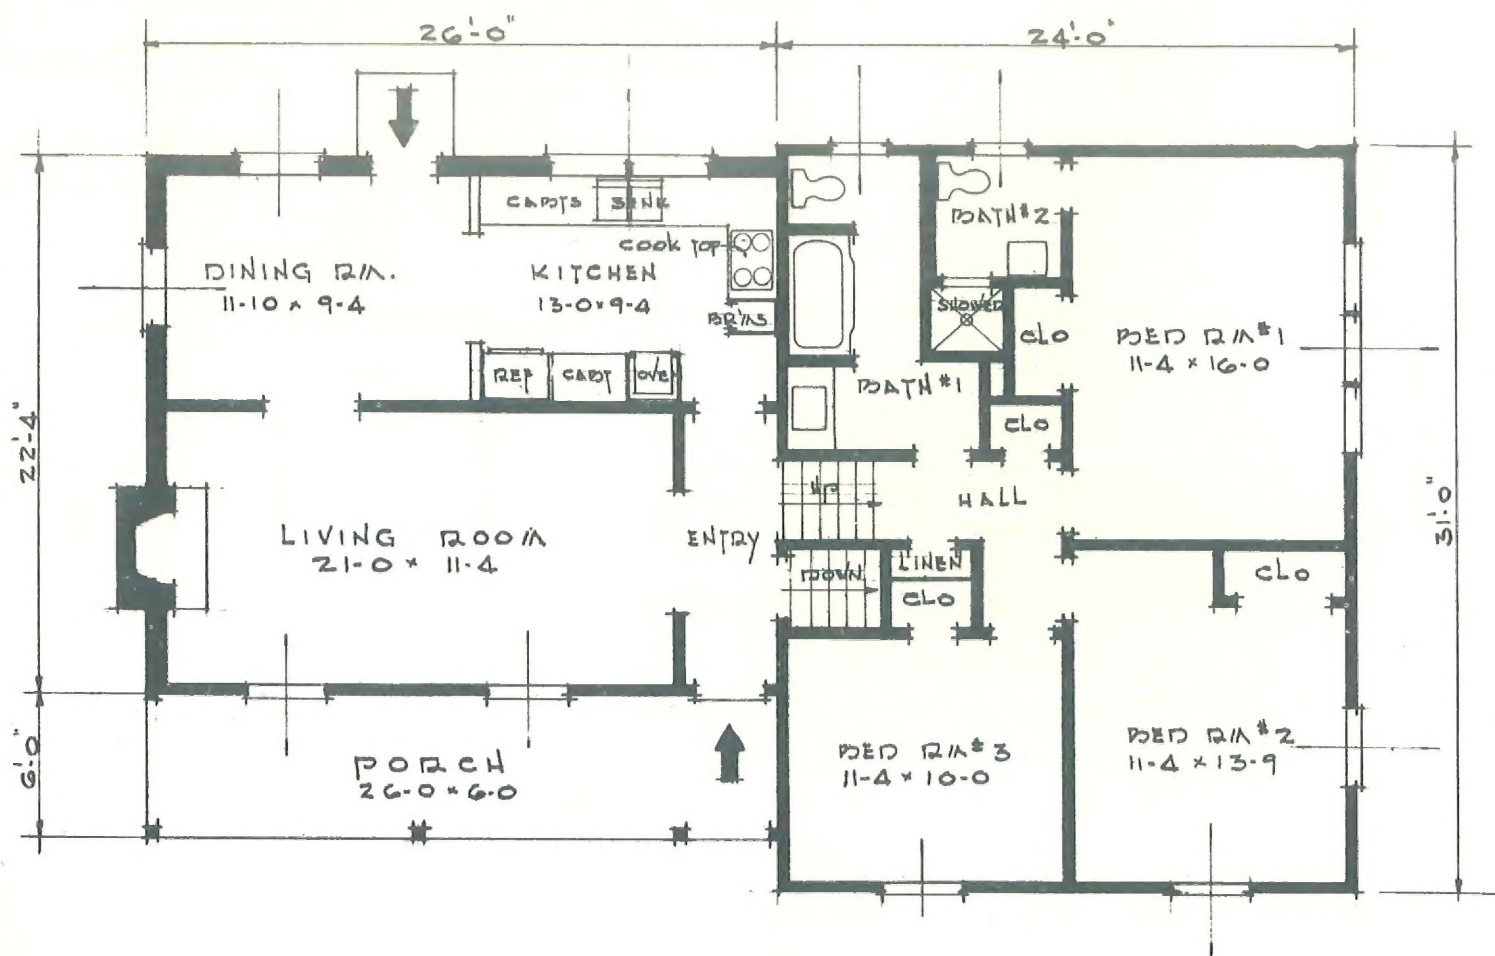 26'-0"
24'-0"
CABTS
SINK
COOK TOP
DINING RM.
11-10 x 9-4
KITCHEN
13-0 x 9-4
BR'MS
REF
CABT
OVE
BATH #2
SHOWER
CLO
BED RM #1
11-4 x 16-0
BATH #1
CLO
22'-4"
UP
HALL
LIVING ROOM
21-0 x 11-4
ENTRY
31'-0"
DOWN
LINEN
CLO
CLO
6'-0"
PORCH
26-0 x 6-0
BED RM #3
11-4 x 10-0
BED RM #2
11-4 x 13-9